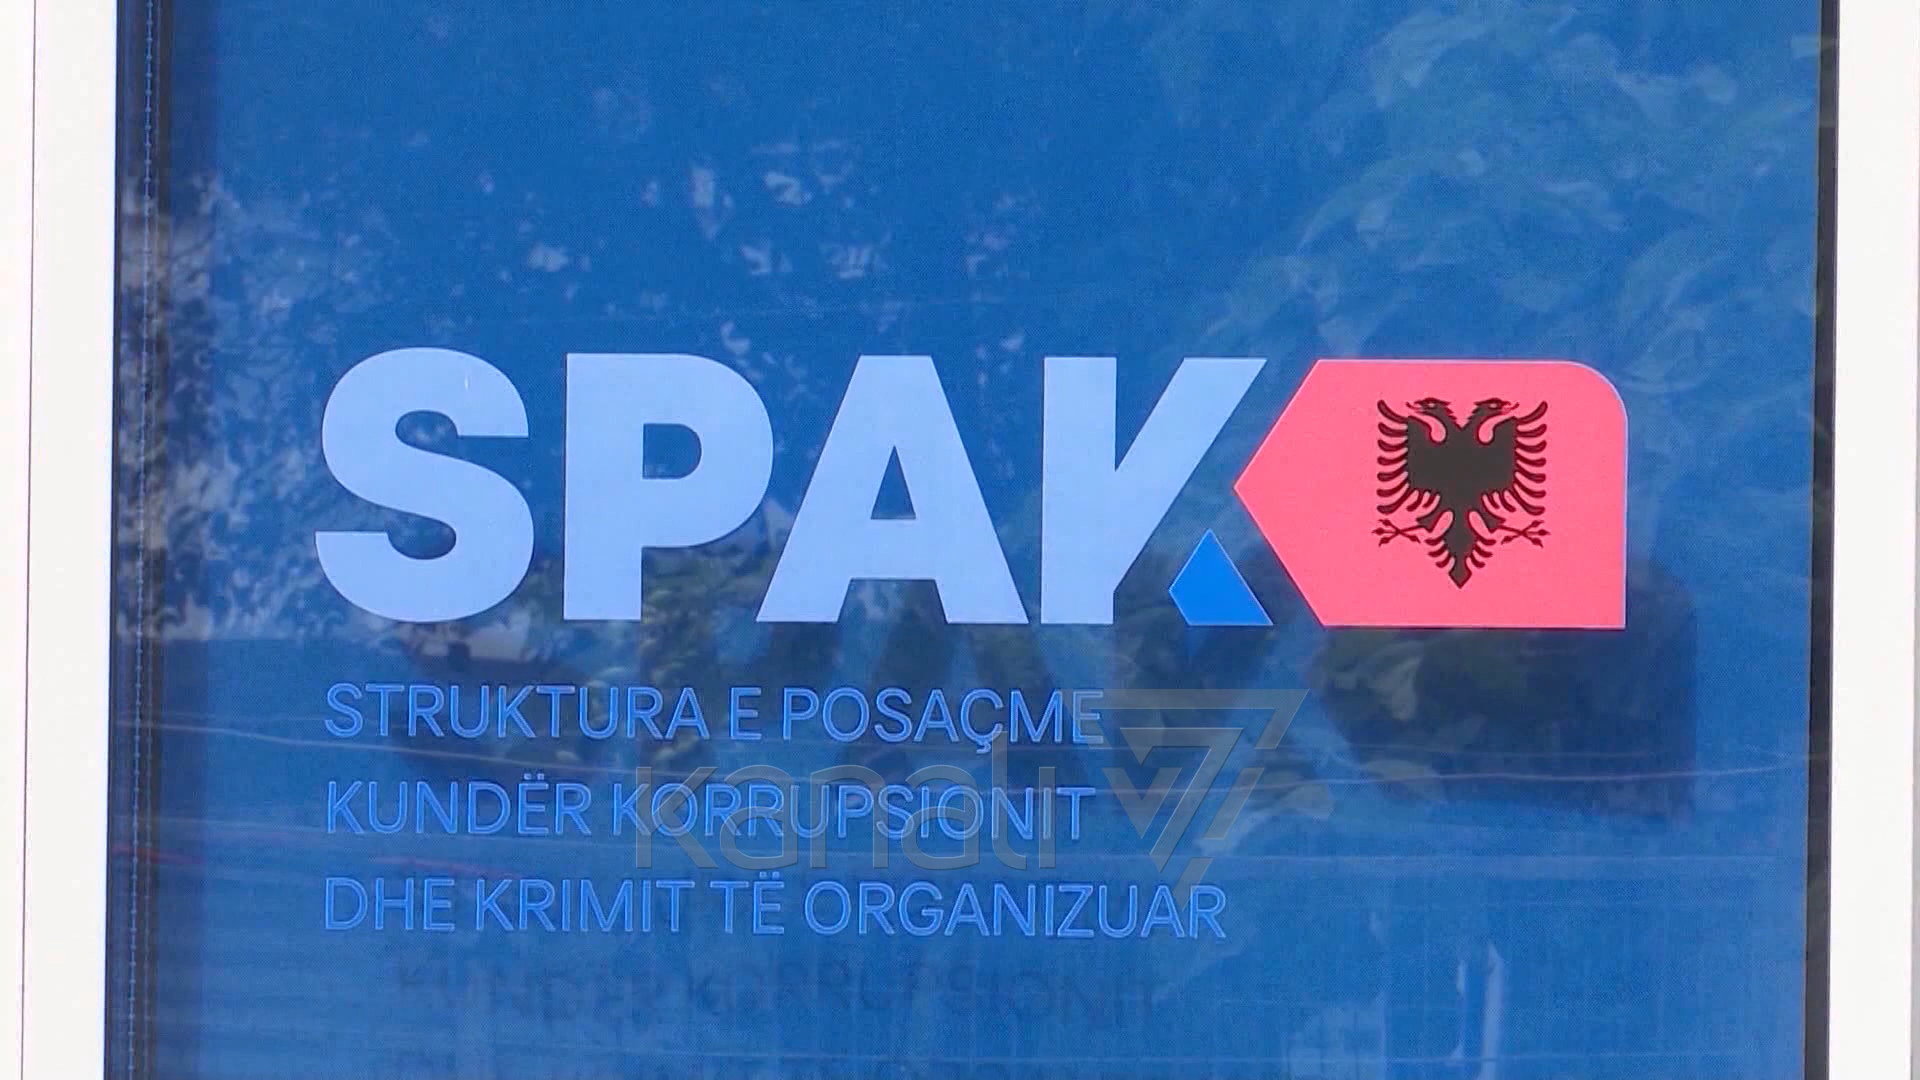 SPAK
STRUKTURA E POSAÇME
KUNDËR KORRUPSIONIT
DHE KRIMIT TË ORGANIZUAR
kanali 7